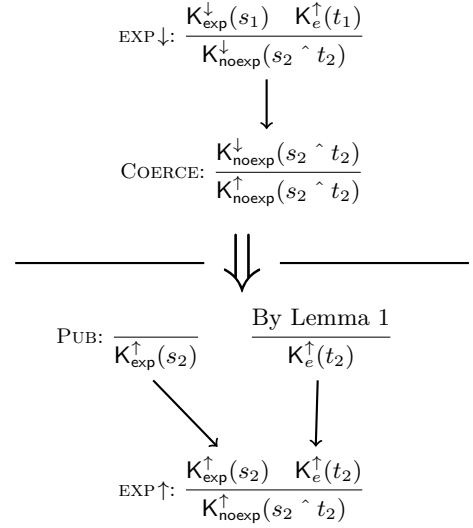 EXP↓: K↓exp(s1) K↑e(t1)
K↓noexp(s2 ^ t2)
COERCE: K↓noexp(s2 ^ t2)
K↑noexp(s2 ^ t2)
By Lemma 1
PUB: K↑exp(s2) K↑e(t2)
EXP↑: K↑exp(s2) K↑e(t2)
K↑noexp(s2 ^ t2)